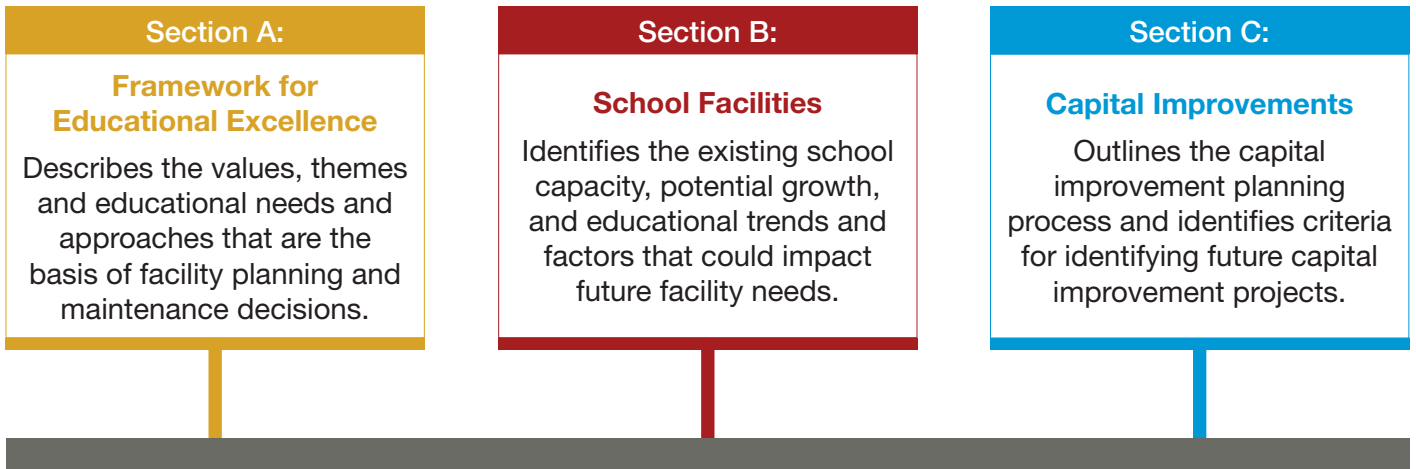 Section A:
Framework for
Educational Excellence
Describes the values, themes
and educational needs and
approaches that are the
basis of facility planning and
maintenance decisions.
Section B:
School Facilities
Identifies the existing school
capacity, potential growth,
and educational trends and
factors that could impact
future facility needs.
Section C:
Capital Improvements
Outlines the capital
improvement planning
process and identifies criteria
for identifying future capital
improvement projects.